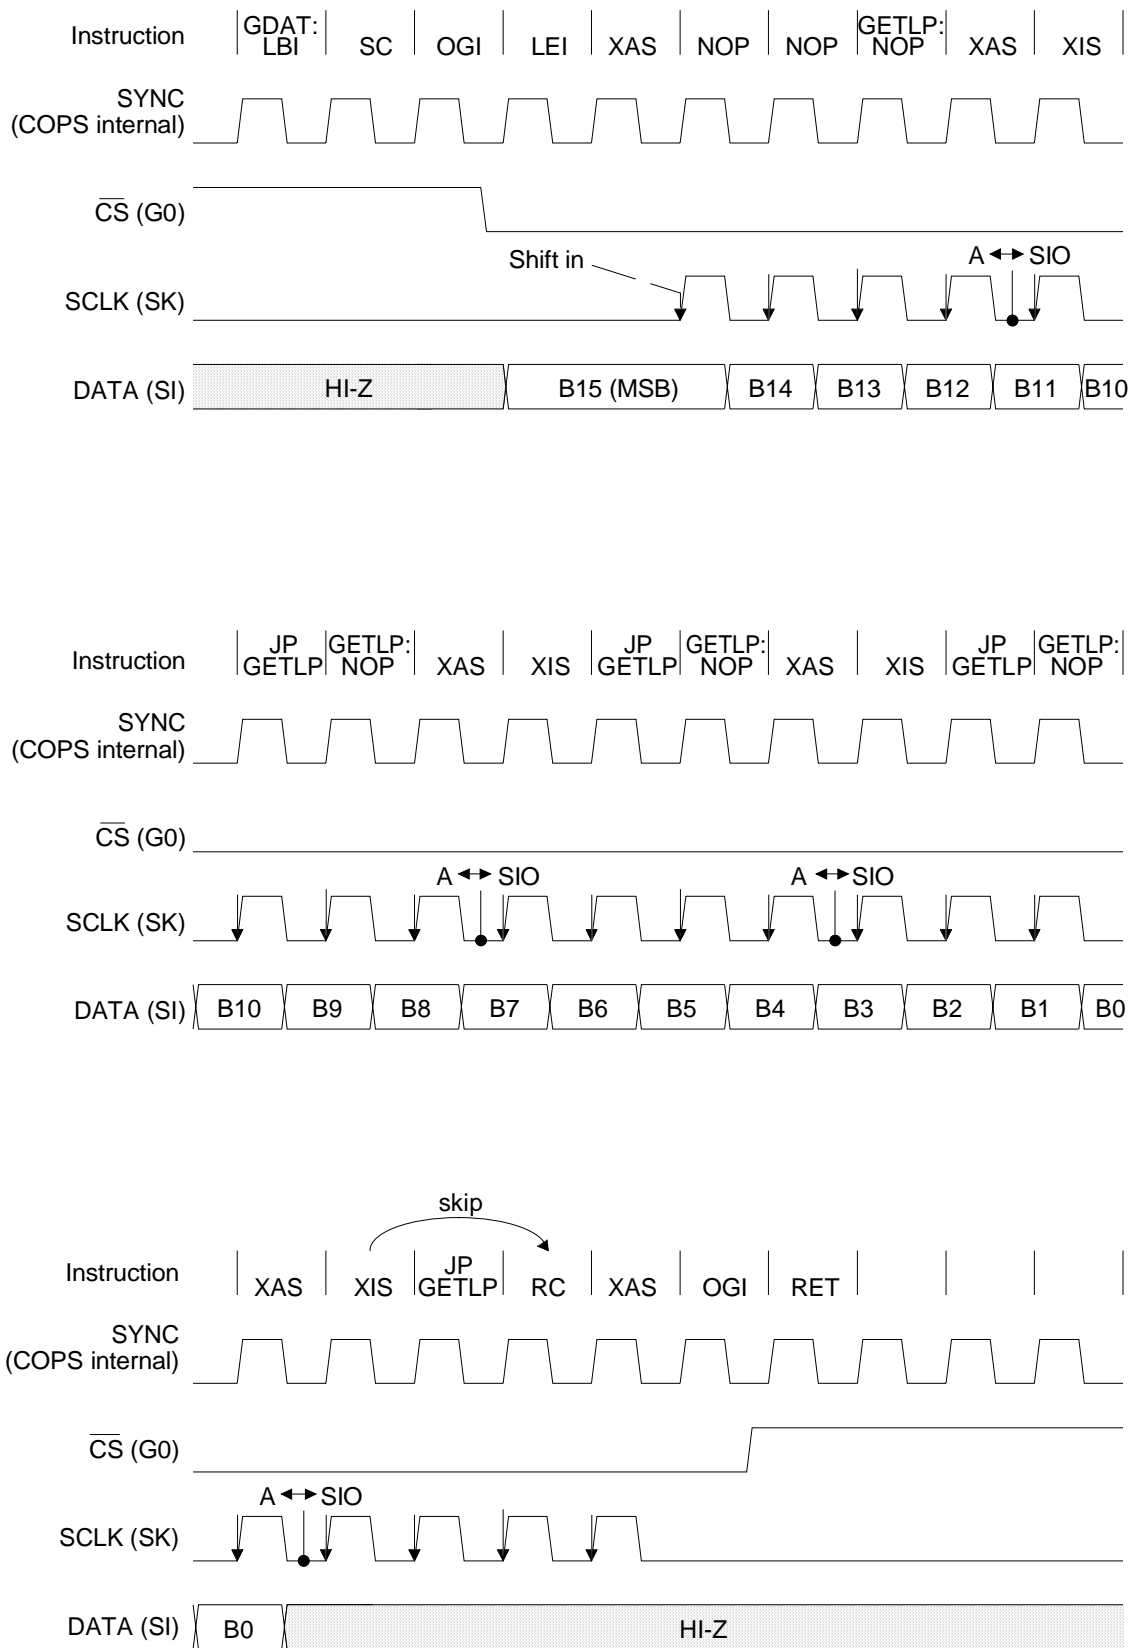 Instruction GDAT: LBI SC OGI LEI XAS NOP NOP GETLP: NOP XAS XIS
SYNC
(COPS internal)
CS (G0)
Shift in
A SIO
SCLK (SK)
DATA (SI) HI-Z B15 (MSB) B14 B13 B12 B11 B10
Instruction JP GETLP GETLP: NOP XAS XIS JP GETLP GETLP: NOP XAS XIS JP GETLP GETLP: NOP
SYNC
(COPS internal)
CS (G0)
A SIO A SIO
SCLK (SK)
DATA (SI) B10 B9 B8 B7 B6 B5 B4 B3 B2 B1 B0
skip
Instruction XAS XIS JP GETLP RC XAS OGI RET
SYNC
(COPS internal)
CS (G0)
A SIO
SCLK (SK)
DATA (SI) B0 HI-Z